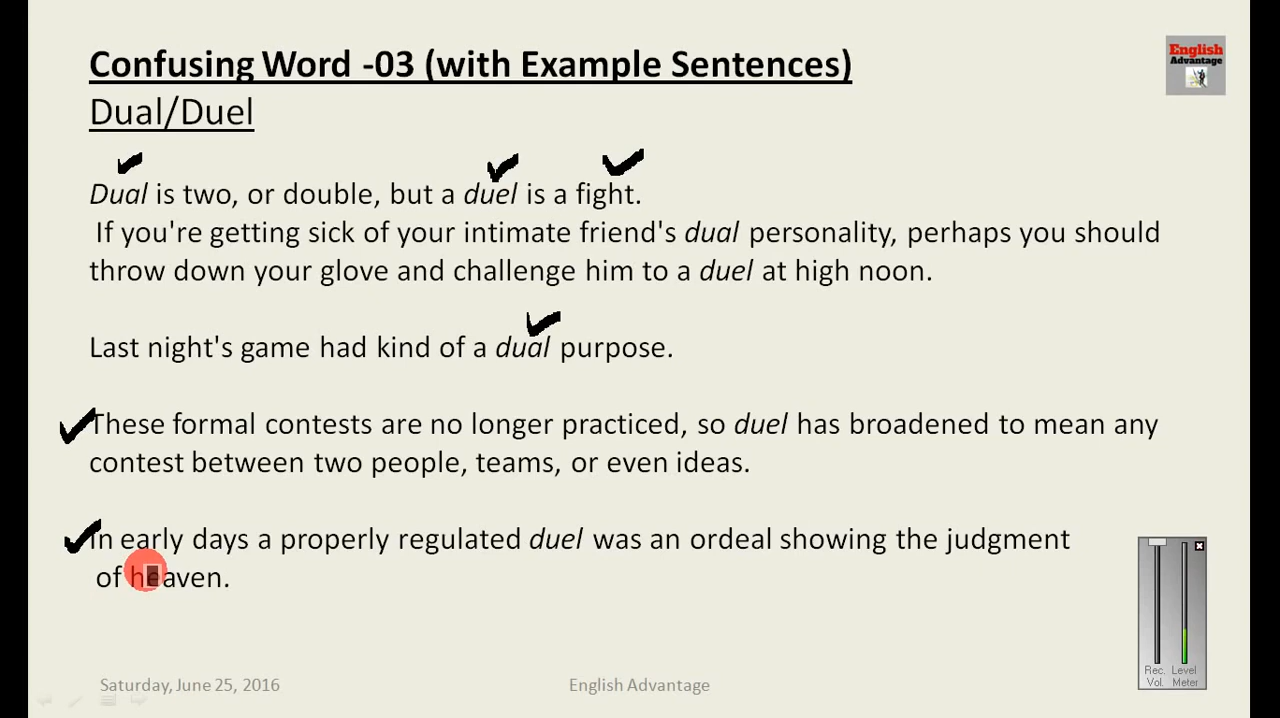 Confusing Word -03 (with Example Sentences)
English
Advantage
Dual/Duel
Dual is two, or double, but a duel is a fight.
If you're getting sick of your intimate friend's dual personality, perhaps you should
throw down your glove and challenge him to a duel at high noon.
Last night's game had kind of a dual purpose.
These formal contests are no longer practiced, so duel has broadened to mean any
contest between two people, teams, or even ideas.
In early days a properly regulated duel was an ordeal showing the judgment
of heaven.
Rec. Level
Vol. Meter
Saturday, June 25, 2016 English Advantage